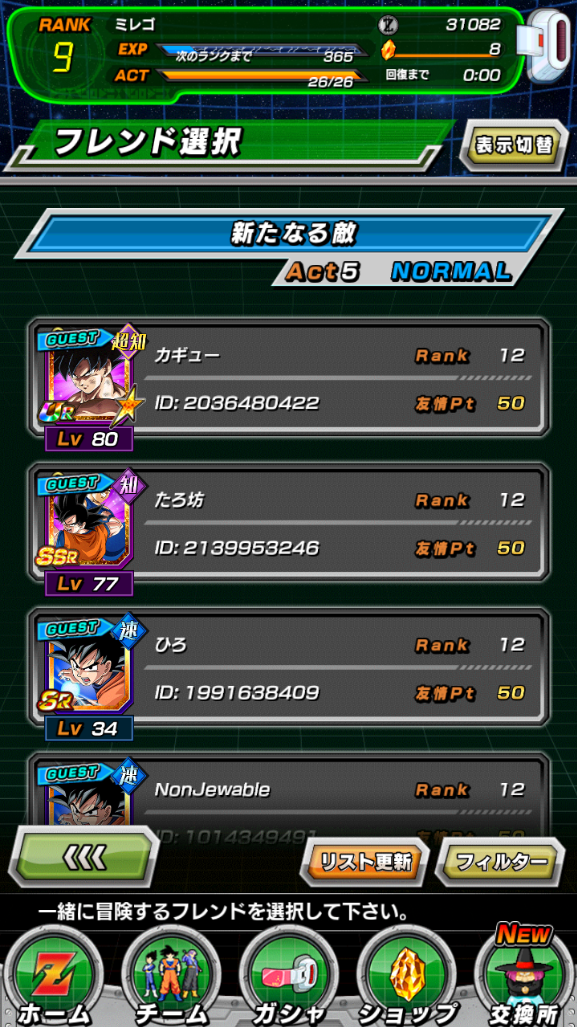 RANK ミレゴ 31082
9 EXP 次のランクまで 365 8
ACT 26/26 回復まで 0:00
フレンド選択 表示切替
新たなる敵
Act5 NORMAL
GUEST 超知 カギュー Rank 12
UR ID: 2036480422 友情Pt 50
Lv 80
GUEST 知 たろ坊 Rank 12
SSR ID: 2139953246 友情Pt 50
Lv 77
GUEST 速 ひろ Rank 12
SR ID: 1991638409 友情Pt 50
Lv 34
GUEST 速 NonJewable Rank 12
ID: 1014349491 友情Pt 50
リスト更新 フィルター
一緒に冒険するフレンドを選択して下さい。
NEW
ホーム チーム ガシャ ショップ 交換所